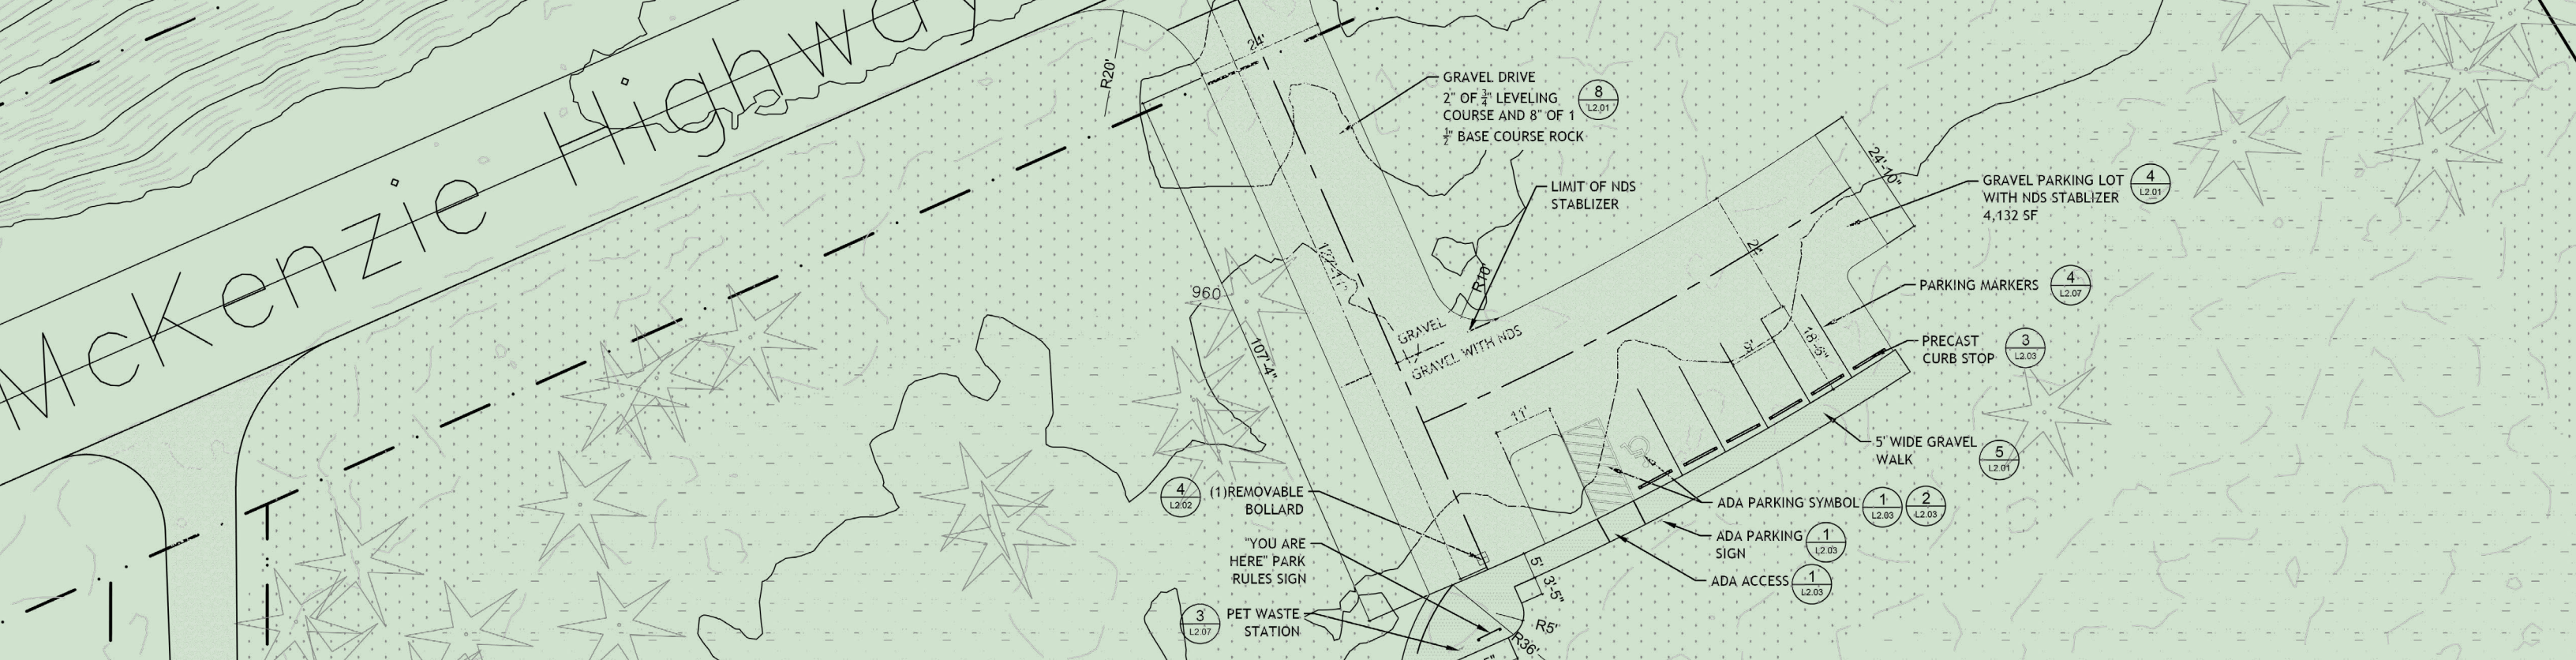 McKenzie Highway
R20'
24'
GRAVEL DRIVE
2" OF 3/4" LEVELING
COURSE AND 8" OF 1
1/2" BASE COURSE ROCK
8
L2.01
LIMIT OF NDS
STABLIZER
24'-10"
GRAVEL PARKING LOT
WITH NDS STABLIZER
4,132 SF
4
L2.01
PARKING MARKERS
4
L2.07
PRECAST
CURB STOP
3
L2.03
5' WIDE GRAVEL
WALK
5
L2.01
ADA PARKING SYMBOL
1
L2.03
2
L2.03
ADA PARKING
SIGN
1
L2.03
ADA ACCESS
1
L2.03
960
107'-4"
R10'
GRAVEL
GRAVEL WITH NDS
18'-6"
9'
11'
4
L2.02
(1)REMOVABLE
BOLLARD
"YOU ARE
HERE" PARK
RULES SIGN
3
L2.07
PET WASTE
STATION
5'
3'-5"
R5'
R36'